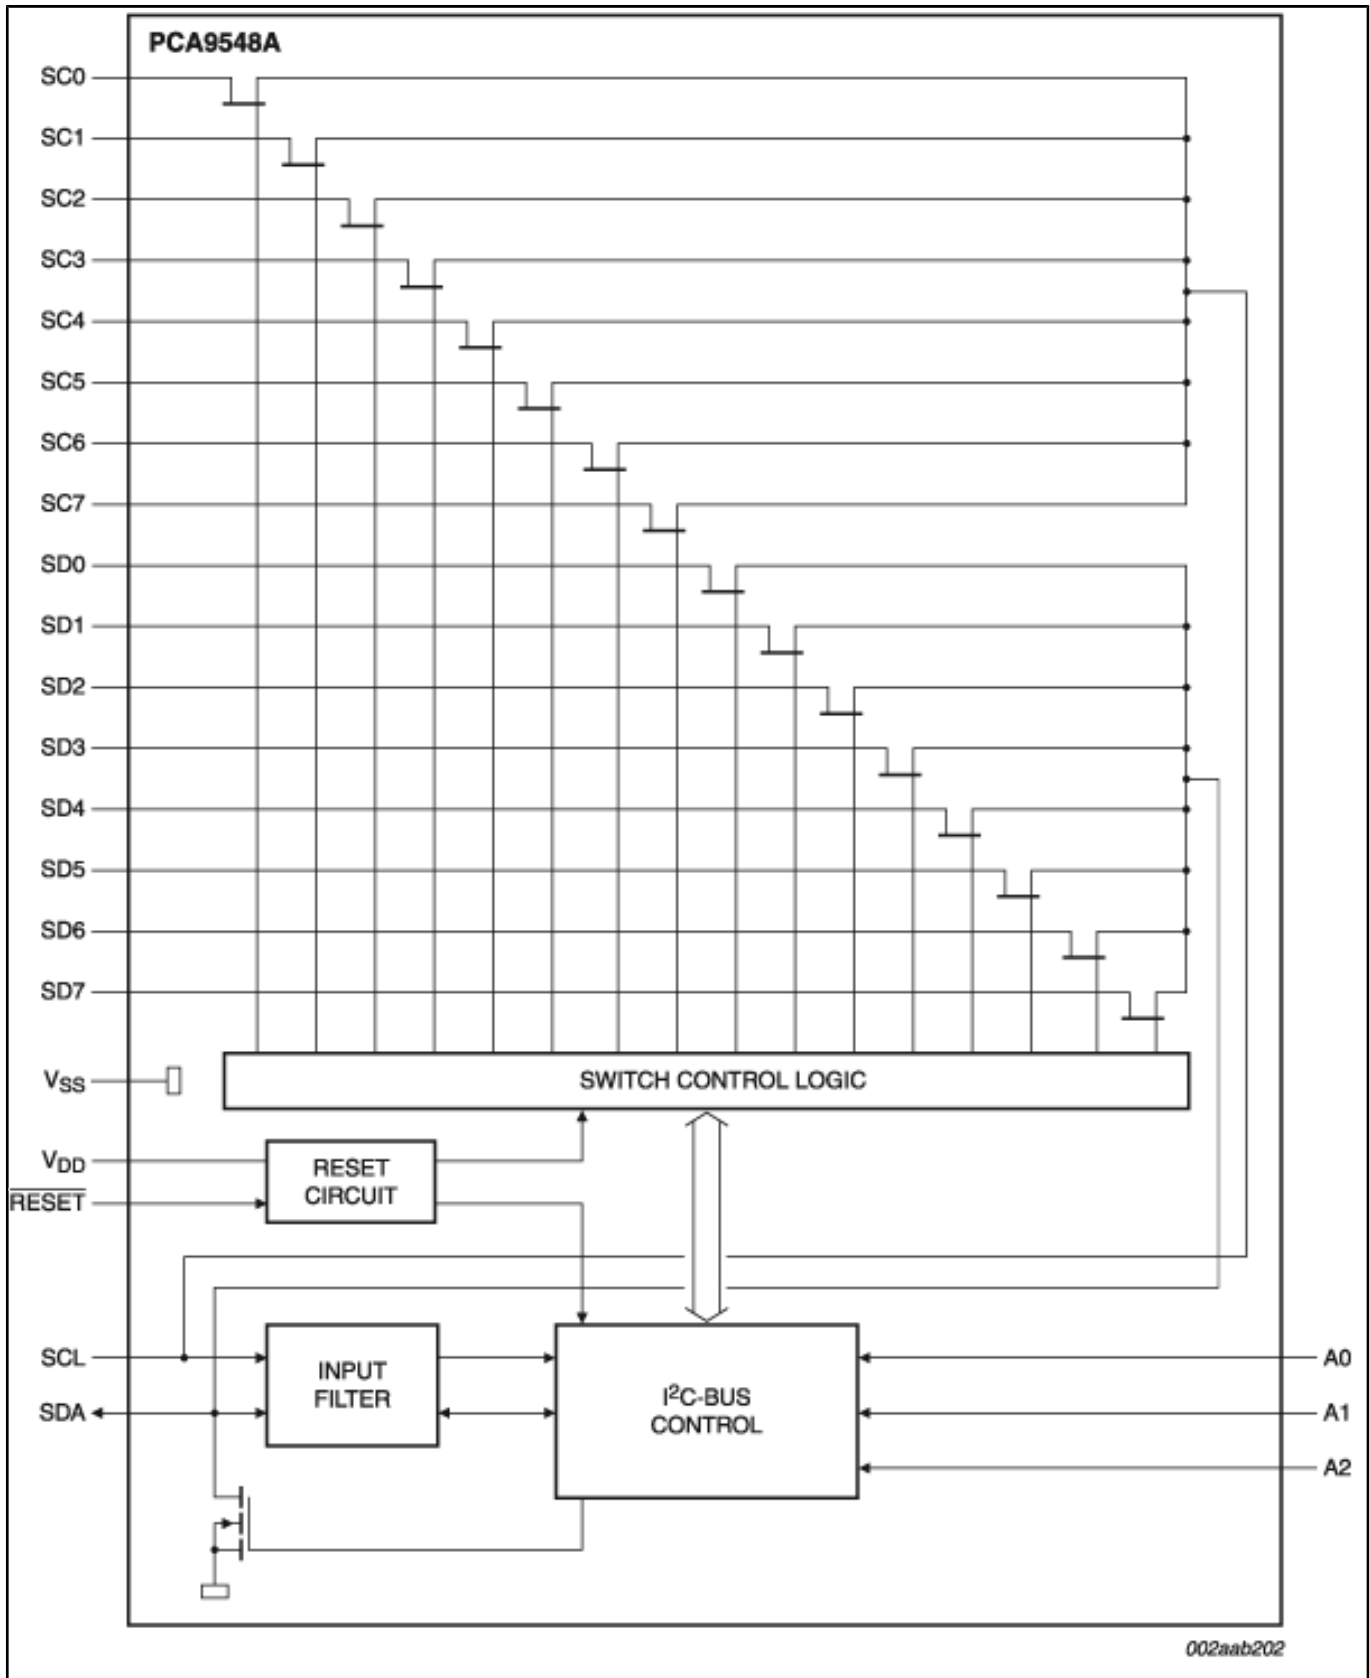 PCA9548A
SC0
SC1
SC2
SC3
SC4
SC5
SC6
SC7
SD0
SD1
SD2
SD3
SD4
SD5
SD6
SD7
VSS
SWITCH CONTROL LOGIC
VDD
RESET
RESET
CIRCUIT
SCL
SDA
INPUT
FILTER
I²C-BUS
CONTROL
A0
A1
A2
002aab202